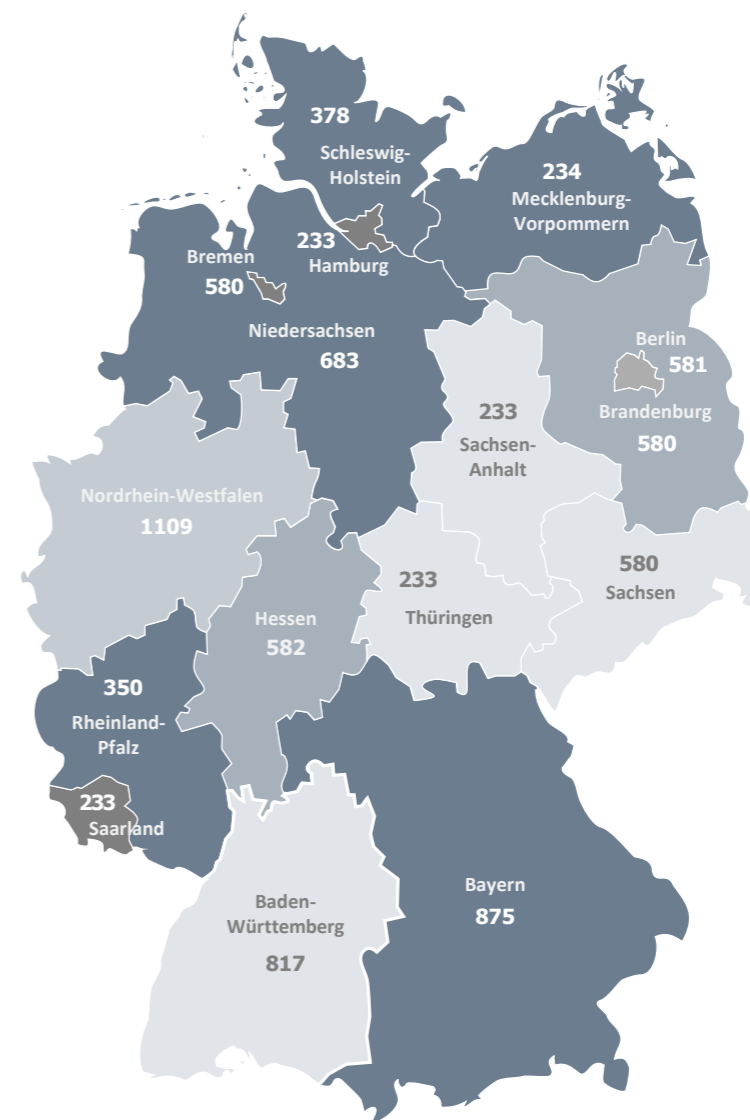 378
Schleswig-
Holstein
234
Mecklenburg-
Vorpommern
233
Hamburg
Bremen
580
Niedersachsen
683
Berlin
581
Brandenburg
580
233
Sachsen-
Anhalt
Nordrhein-Westfalen
1109
580
Sachsen
233
Thüringen
Hessen
582
350
Rheinland-
Pfalz
233
Saarland
Bayern
875
Baden-
Württemberg
817